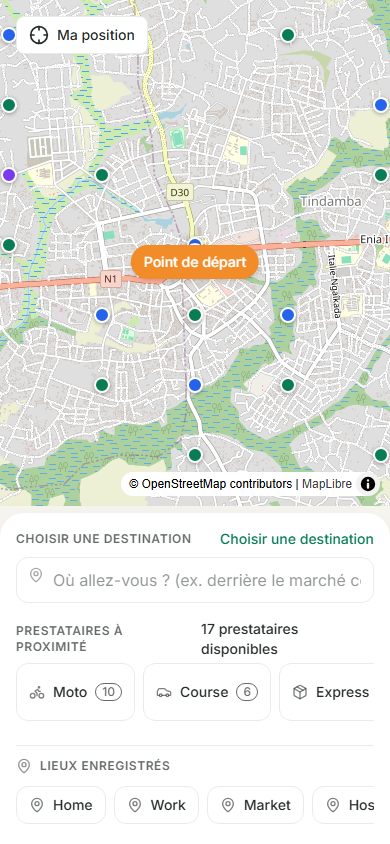 Ma position
D30
Tindamba
Enia I
Point de départ
N1
Italie-Ngaïkada
© OpenStreetMap contributors | MapLibre
CHOISIR UNE DESTINATION
Choisir une destination
Où allez-vous ? (ex. derrière le marché c
PRESTATAIRES À
PROXIMITÉ
17 prestataires
disponibles
Moto 10
Course 6
Express
LIEUX ENREGISTRÉS
Home
Work
Market
Hos